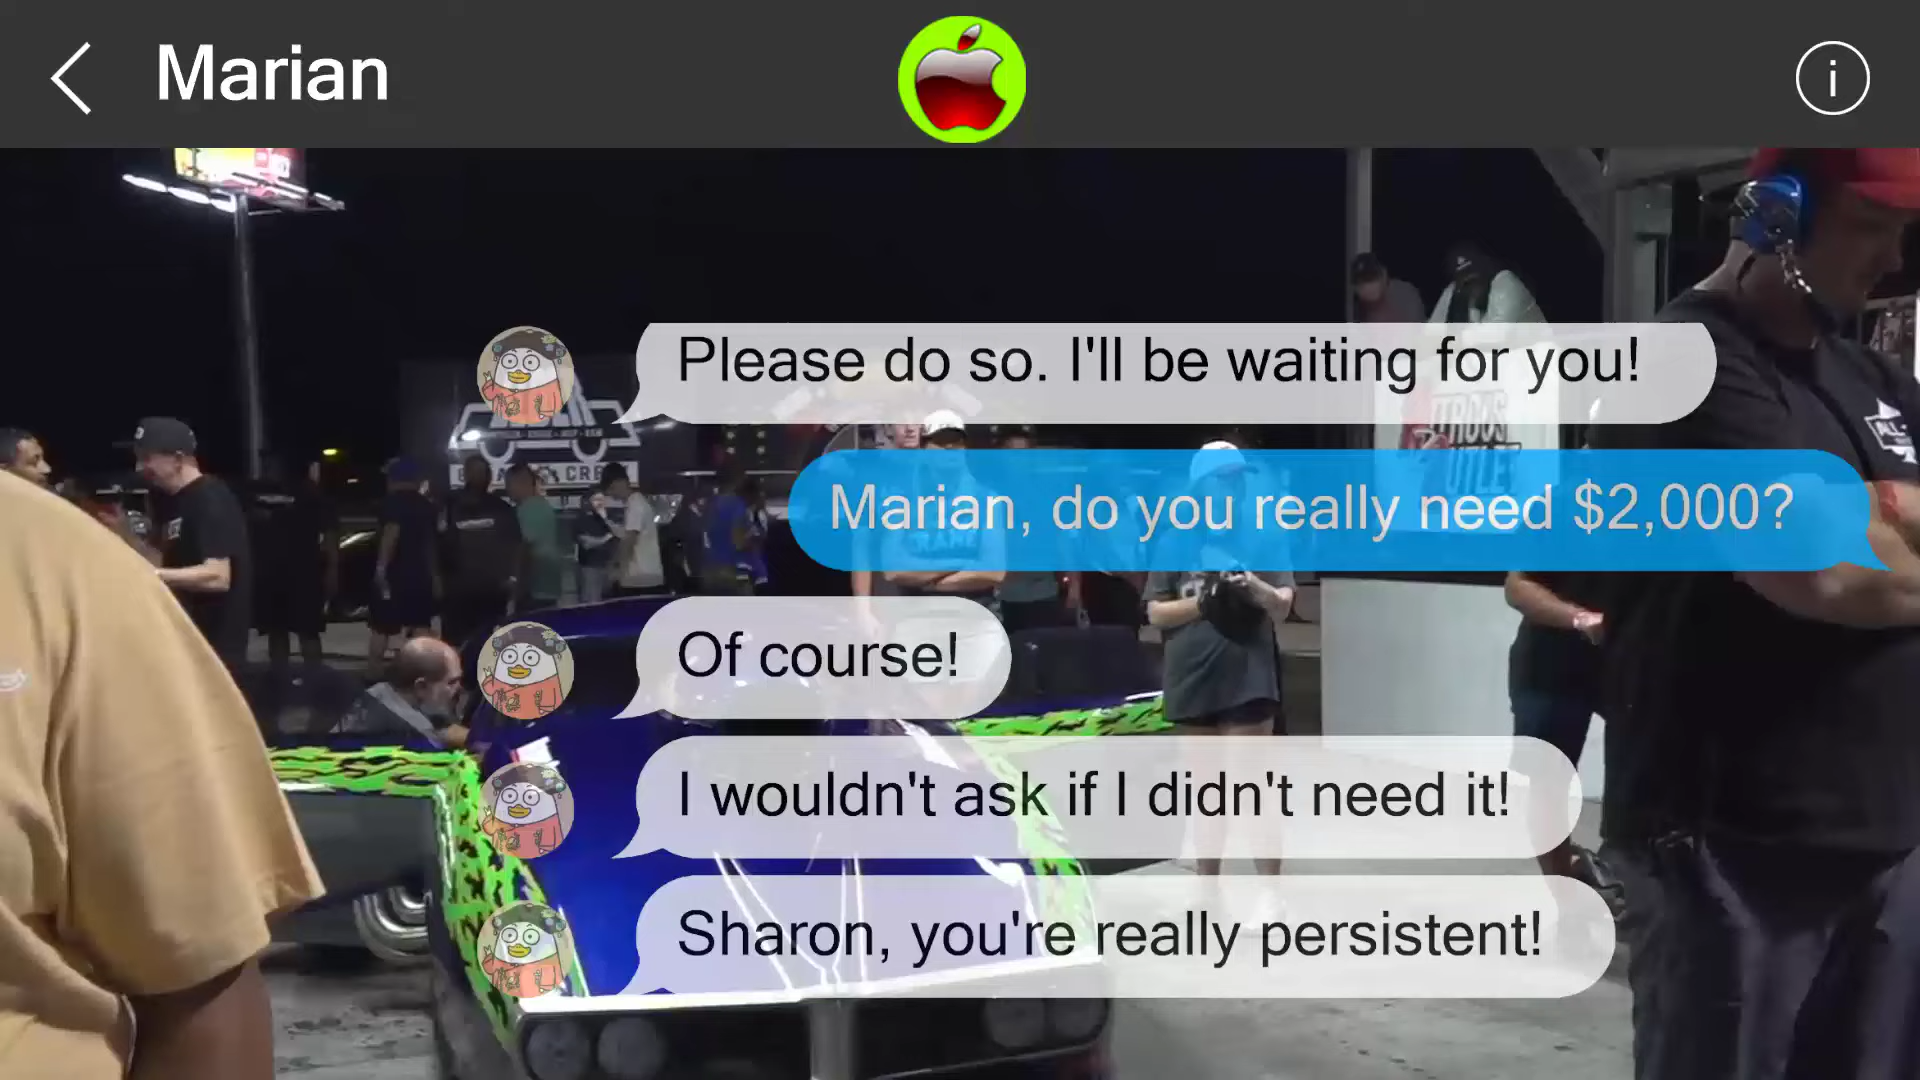 Marian
Please do so. I'll be waiting for you!
Marian, do you really need $2,000?
Of course!
I wouldn't ask if I didn't need it!
Sharon, you're really persistent!